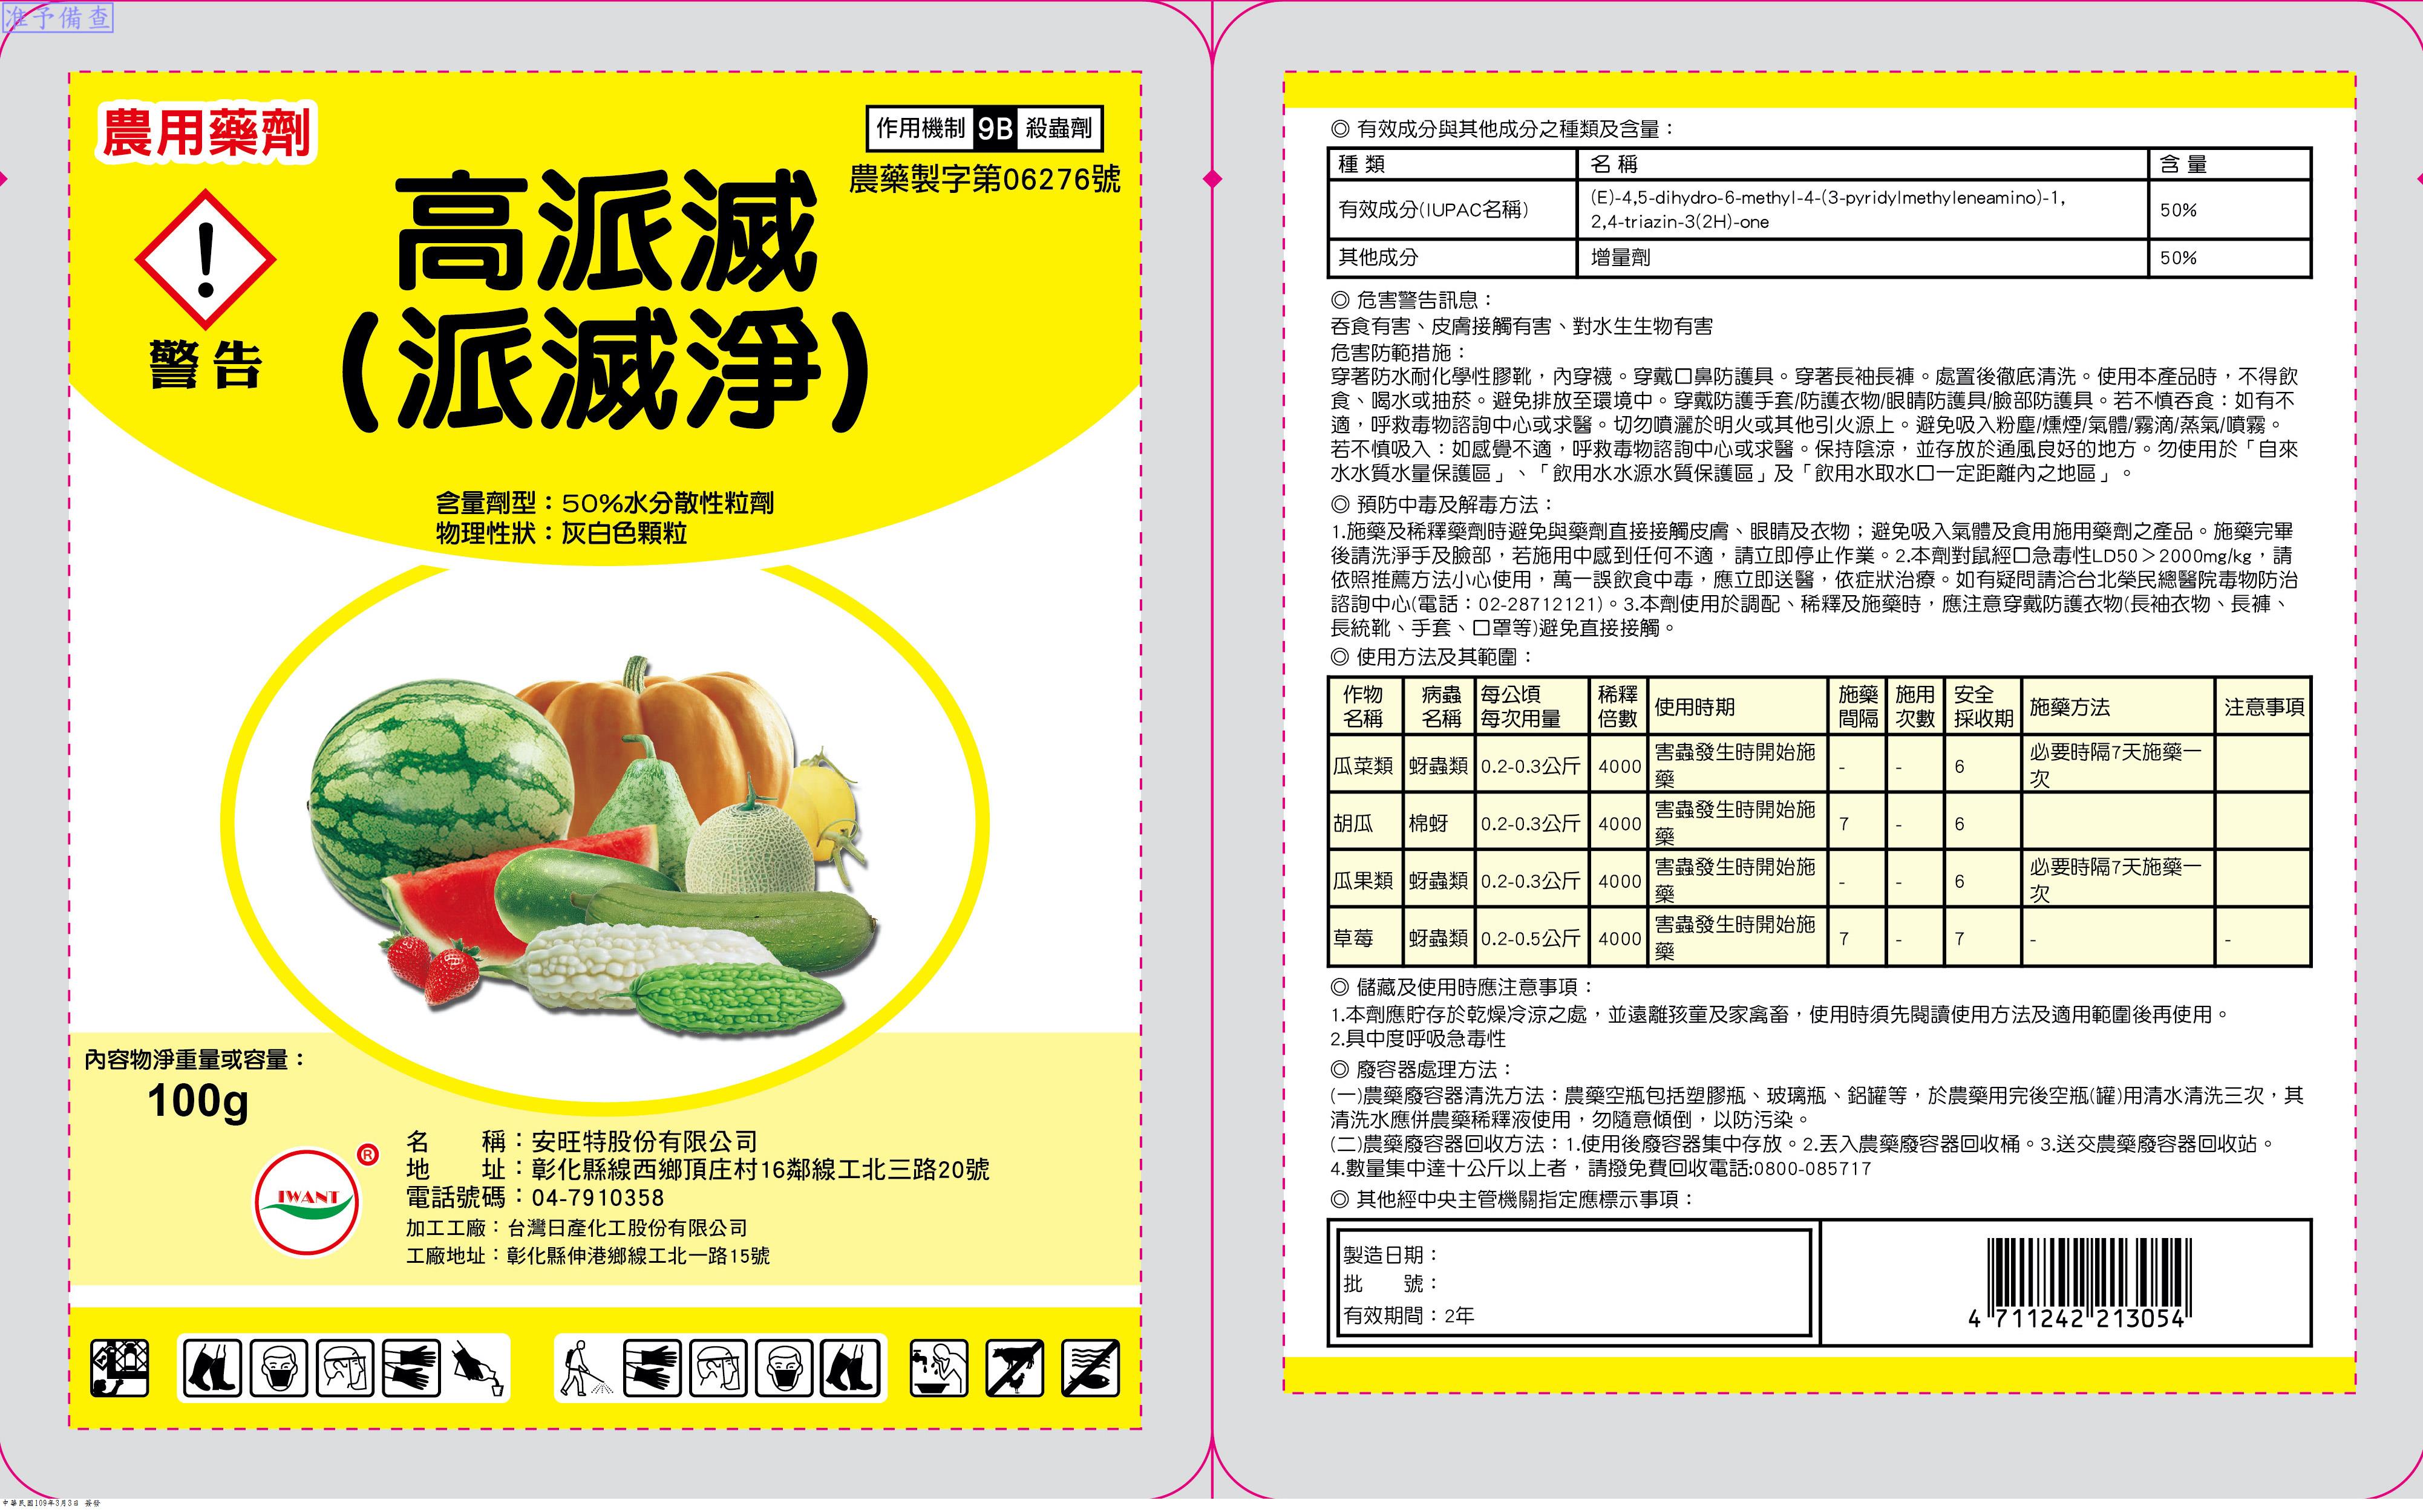 准予備查
農用藥劑
作用機制 9B 殺蟲劑
農藥製字第06276號
高派滅
(派滅淨)
警告
含量劑型：50%水分散性粒劑
物理性狀：灰白色顆粒
內容物淨重量或容量：
100g
IWANT ®
名　　稱：安旺特股份有限公司
地　　址：彰化縣線西鄉頂庄村16鄰線工北三路20號
電話號碼：04-7910358
加工工廠：台灣日產化工股份有限公司
工廠地址：彰化縣伸港鄉線工北一路15號
◎ 有效成分與其他成分之種類及含量：
種 類 名 稱 含 量
有效成分(IUPAC名稱) (E)-4,5-dihydro-6-methyl-4-(3-pyridylmethyleneamino)-1,
2,4-triazin-3(2H)-one 50%
其他成分 增量劑 50%
◎ 危害警告訊息：
吞食有害、皮膚接觸有害、對水生生物有害
危害防範措施：
穿著防水耐化學性膠靴，內穿襪。穿戴口鼻防護具。穿著長袖長褲。處置後徹底清洗。使用本產品時，不得飲
食、喝水或抽菸。避免排放至環境中。穿戴防護手套/防護衣物/眼睛防護具/臉部防護具。若不慎吞食：如有不
適，呼救毒物諮詢中心或求醫。切勿噴灑於明火或其他引火源上。避免吸入粉塵/燻煙/氣體/霧滴/蒸氣/噴霧。
若不慎吸入：如感覺不適，呼救毒物諮詢中心或求醫。保持陰涼，並存放於通風良好的地方。勿使用於「自來
水水質水量保護區」、「飲用水水源水質保護區」及「飲用水取水口一定距離內之地區」。
◎ 預防中毒及解毒方法：
1.施藥及稀釋藥劑時避免與藥劑直接接觸皮膚、眼睛及衣物；避免吸入氣體及食用施用藥劑之產品。施藥完畢
後請洗淨手及臉部，若施用中感到任何不適，請立即停止作業。2.本劑對鼠經口急毒性LD50＞2000mg/kg，請
依照推薦方法小心使用，萬一誤飲食中毒，應立即送醫，依症狀治療。如有疑問請洽台北榮民總醫院毒物防治
諮詢中心(電話：02-28712121)。3.本劑使用於調配、稀釋及施藥時，應注意穿戴防護衣物(長袖衣物、長褲、
長統靴、手套、口罩等)避免直接接觸。
◎ 使用方法及其範圍：
作物名稱 病蟲名稱 每公頃每次用量 稀釋倍數 使用時期 施藥間隔 施用次數 安全採收期 施藥方法 注意事項
瓜菜類 蚜蟲類 0.2-0.3公斤 4000 害蟲發生時開始施藥 - - 6 必要時隔7天施藥一次
胡瓜 棉蚜 0.2-0.3公斤 4000 害蟲發生時開始施藥 7 - 6
瓜果類 蚜蟲類 0.2-0.3公斤 4000 害蟲發生時開始施藥 - - 6 必要時隔7天施藥一次
草莓 蚜蟲類 0.2-0.5公斤 4000 害蟲發生時開始施藥 7 - 7 - -
◎ 儲藏及使用時應注意事項：
1.本劑應貯存於乾燥冷涼之處，並遠離孩童及家禽畜，使用時須先閱讀使用方法及適用範圍後再使用。
2.具中度呼吸急毒性
◎ 廢容器處理方法：
(一)農藥廢容器清洗方法：農藥空瓶包括塑膠瓶、玻璃瓶、鋁罐等，於農藥用完後空瓶(罐)用清水清洗三次，其
清洗水應併農藥稀釋液使用，勿隨意傾倒，以防污染。
(二)農藥廢容器回收方法：1.使用後廢容器集中存放。2.丟入農藥廢容器回收桶。3.送交農藥廢容器回收站。
4.數量集中達十公斤以上者，請撥免費回收電話:0800-085717
◎ 其他經中央主管機關指定應標示事項：
製造日期：
批　　號：
有效期間：2年
4 711242 213054
中華民國109年3月3日 簽發